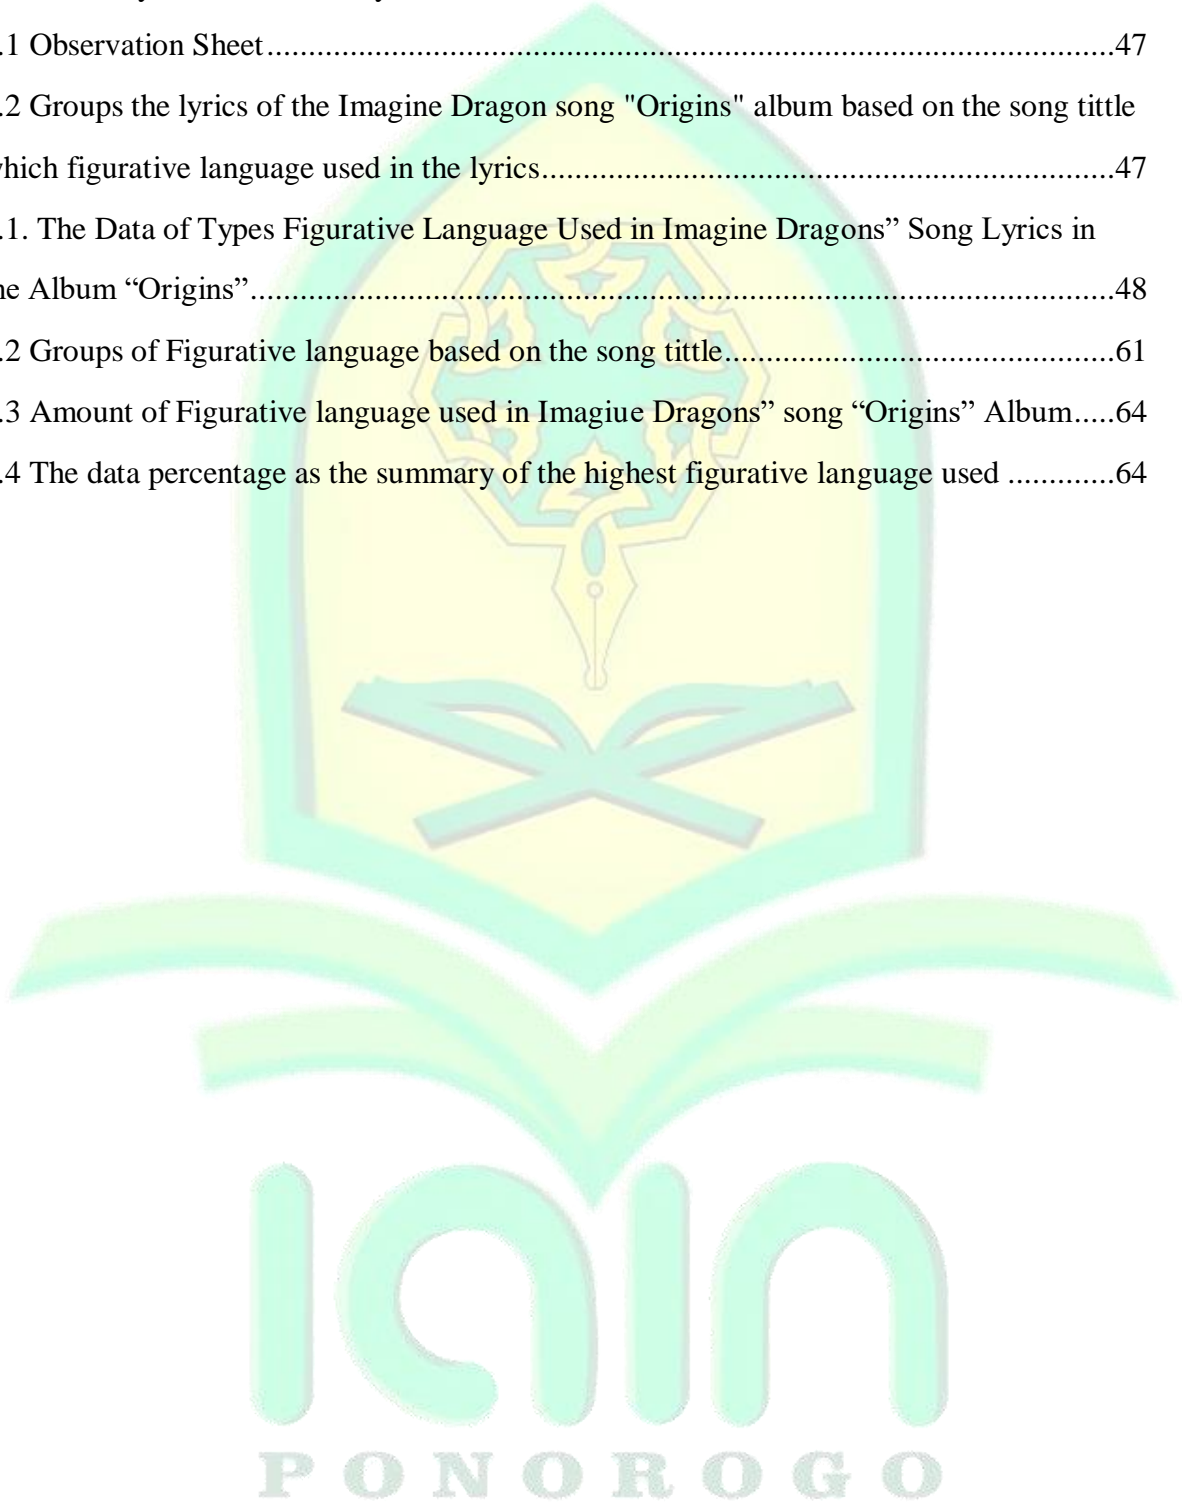 .1 Observation Sheet....................................................................................................47
.2 Groups the lyrics of the Imagine Dragon song "Origins" album based on the song tittle
which figurative language used in the lyrics....................................................................47
.1. The Data of Types Figurative Language Used in Imagine Dragons” Song Lyrics in
he Album “Origins”....................................................................................................48
.2 Groups of Figurative language based on the song tittle................................................61
.3 Amount of Figurative language used in Imagiue Dragons” song “Origins” Album.....64
.4 The data percentage as the summary of the highest figurative language used .............64
iain
PONOROGO